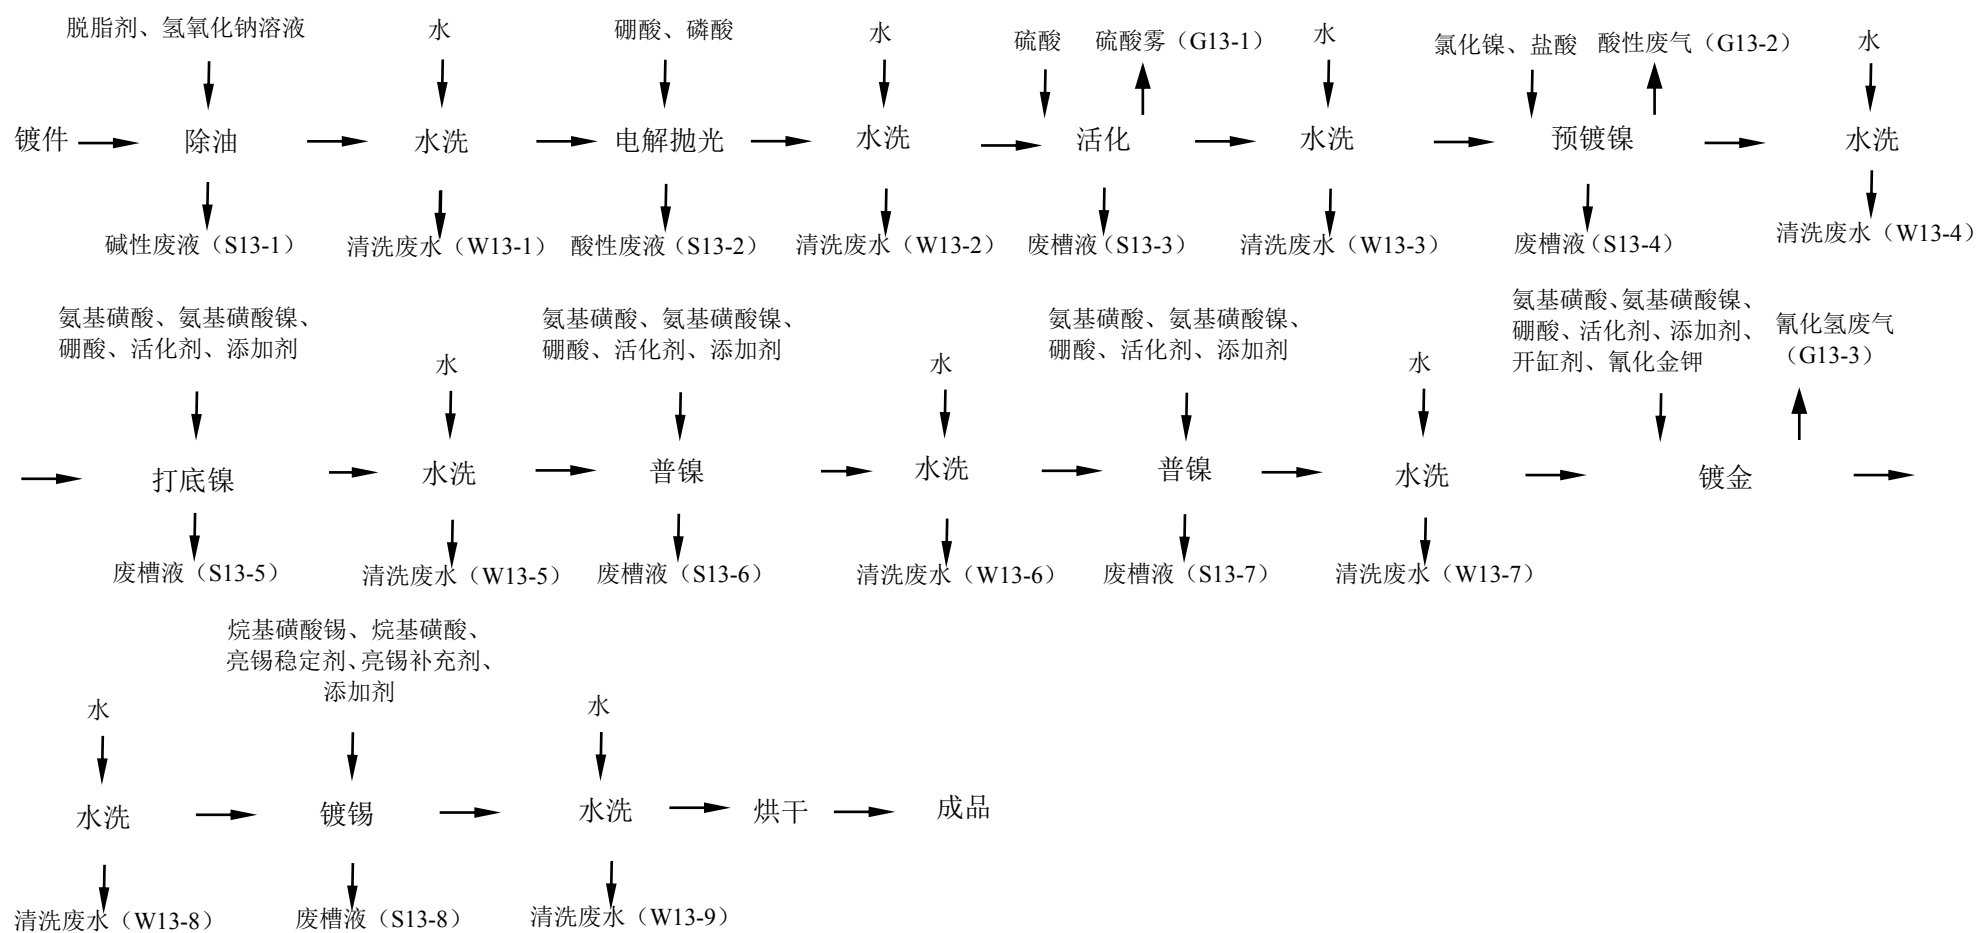 脱脂剂、氢氧化钠溶液
水
硼酸、磷酸
水
硫酸
硫酸雾（G13-1）
水
氯化镍、盐酸
酸性废气（G13-2）
水
镀件
除油
水洗
电解抛光
水洗
活化
水洗
预镀镍
水洗
碱性废液（S13-1）
清洗废水（W13-1）
酸性废液（S13-2）
清洗废水（W13-2）
废槽液（S13-3）
清洗废水（W13-3）
废槽液（S13-4）
清洗废水（W13-4）
氨基磺酸、氨基磺酸镍、
硼酸、活化剂、添加剂
水
氨基磺酸、氨基磺酸镍、
硼酸、活化剂、添加剂
水
氨基磺酸、氨基磺酸镍、
硼酸、活化剂、添加剂
水
氨基磺酸、氨基磺酸镍、
硼酸、活化剂、添加剂、
开缸剂、氰化金钾
氰化氢废气
（G13-3）
打底镍
水洗
普镍
水洗
普镍
水洗
镀金
废槽液（S13-5）
清洗废水（W13-5）
废槽液（S13-6）
清洗废水（W13-6）
废槽液（S13-7）
清洗废水（W13-7）
水
烷基磺酸锡、烷基磺酸、
亮锡稳定剂、亮锡补充剂、
添加剂
水
水洗
镀锡
水洗
烘干
成品
清洗废水（W13-8）
废槽液（S13-8）
清洗废水（W13-9）